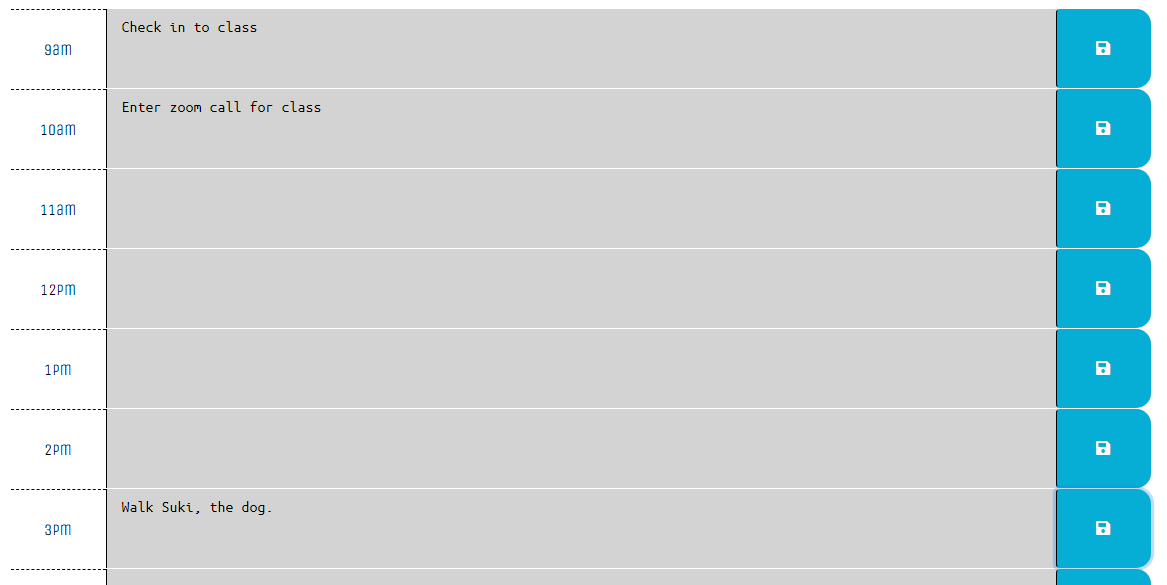 9am
Check in to class
10am
Enter zoom call for class
11am
12pm
1pm
2pm
3pm
Walk Suki, the dog.